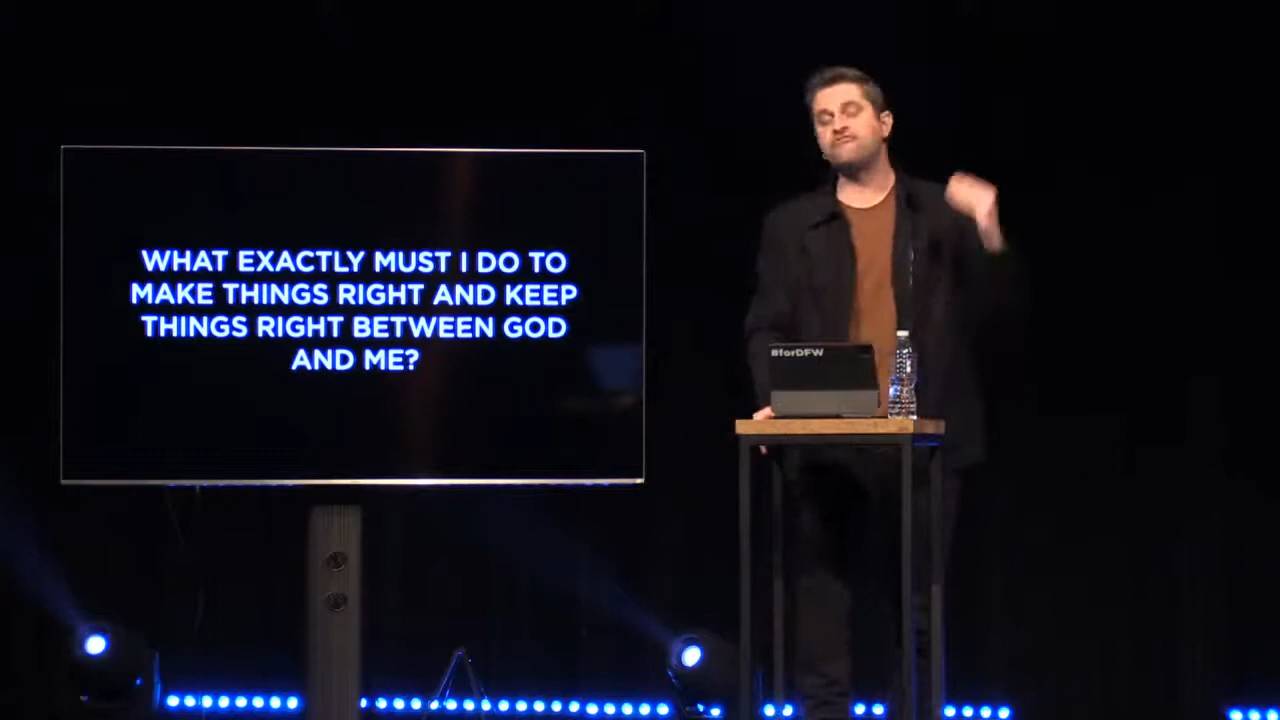 WHAT EXACTLY MUST I DO TO
MAKE THINGS RIGHT AND KEEP
THINGS RIGHT BETWEEN GOD
AND ME?
#forDFW